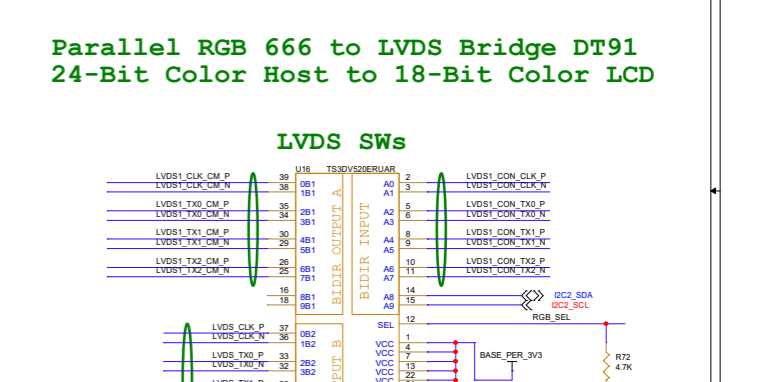 Parallel RGB 666 to LVDS Bridge DT91
24-Bit Color Host to 18-Bit Color LCD
LVDS SWs
U16 TS3DV520ERUAR
LVDS1_CLK_CM_P 39 0B1 A0 2 LVDS1_CON_CLK_P
LVDS1_CLK_CM_N 38 1B1 A1 3 LVDS1_CON_CLK_N
LVDS1_TX0_CM_P 35 2B1 A2 5 LVDS1_CON_TX0_P
LVDS1_TX0_CM_N 34 3B1 A3 6 LVDS1_CON_TX0_N
LVDS1_TX1_CM_P 30 4B1 A4 8 LVDS1_CON_TX1_P
LVDS1_TX1_CM_N 29 5B1 A5 9 LVDS1_CON_TX1_N
LVDS1_TX2_CM_P 26 6B1 A6 10 LVDS1_CON_TX2_P
LVDS1_TX2_CM_N 25 7B1 A7 11 LVDS1_CON_TX2_N
BIDIR OUTPUT A
BIDIR INPUT
16 8B1 A8 14 I2C2_SDA
18 9B1 A9 15 I2C2_SCL
SEL 12 RGB_SEL
LVDS_CLK_P 37 0B2
LVDS_CLK_N 36 1B2
LVDS_TX0_P 33 2B2
LVDS_TX0_N 32 3B2
PUT B
VCC 1
VCC 4
VCC 7
VCC 13
VCC 22
BASE_PER_3V3
R72
4.7K